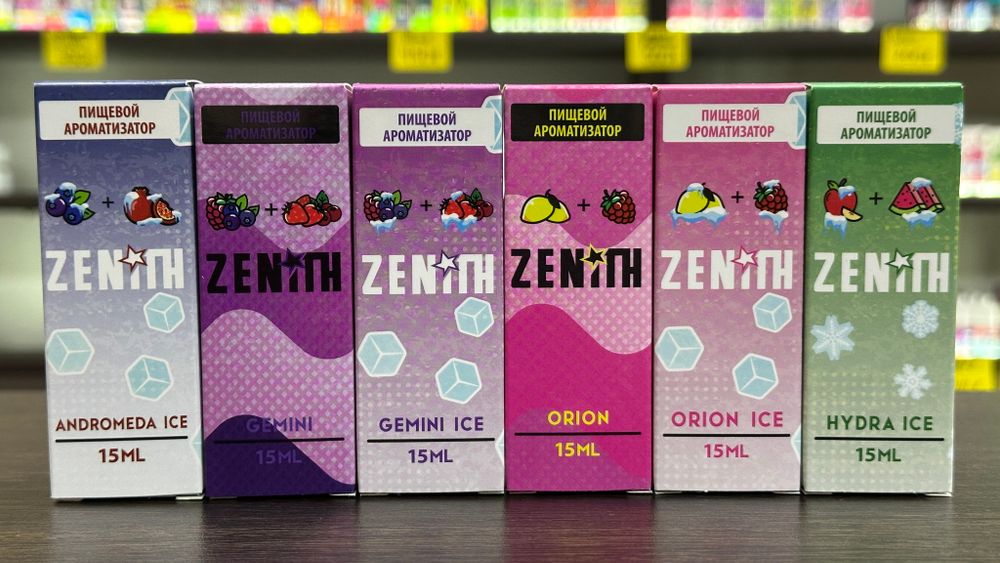 ПИЩЕВОЙ
АРОМАТИЗАТОР
+
ZENITH
ANDROMEDA ICE
15ML
ПИЩЕВОЙ
АРОМАТИЗАТОР
+
ZENITH
GEMINI
15ML
ПИЩЕВОЙ
АРОМАТИЗАТОР
+
ZENITH
GEMINI ICE
15ML
ПИЩЕВОЙ
АРОМАТИЗАТОР
+
ZENITH
ORION
15ML
ПИЩЕВОЙ
АРОМАТИЗАТОР
+
ZENITH
ORION ICE
15ML
ПИЩЕВОЙ
АРОМАТИЗАТОР
+
ZENITH
HYDRA ICE
15ML